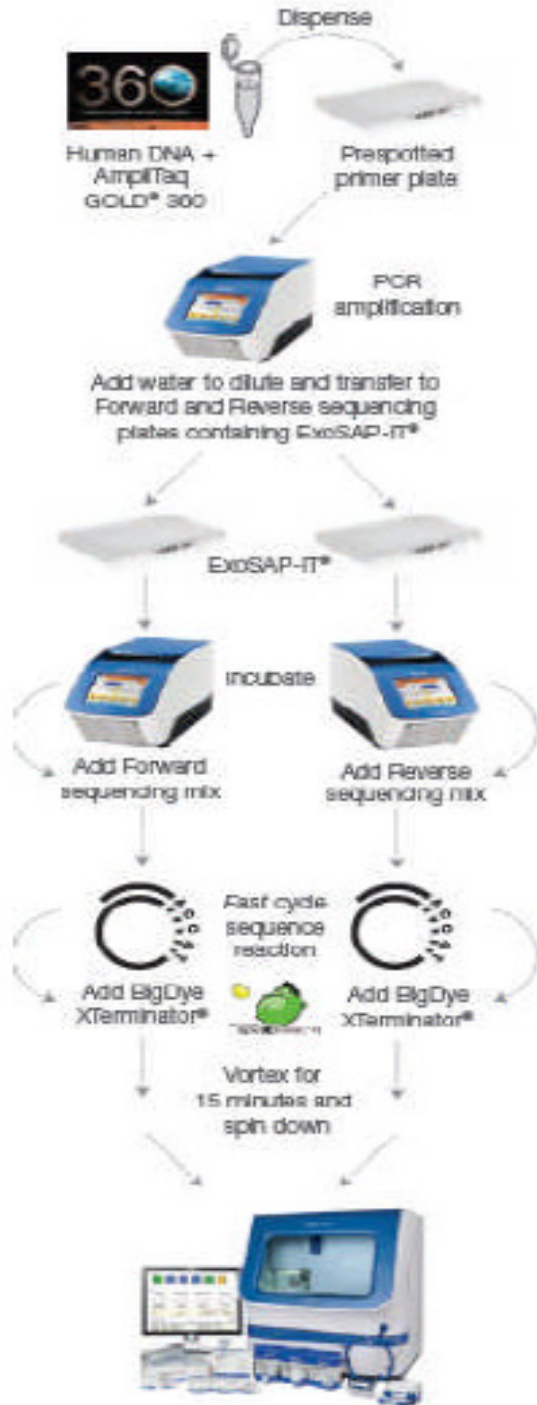 Dispense
360
Human DNA +
AmpliTaq
GOLD® 360
Prespotted
primer plate
PCR
amplification
Add water to dilute and transfer to
Forward and Reverse sequencing
plates containing ExoSAP-IT®
ExoSAP-IT®
Incubate
Add Forward
sequencing mix
Add Reverse
sequencing mix
Fast cycle
sequence
reaction
Add BigDye
XTerminator®
Add BigDye
XTerminator®
Vortex for
15 minutes and
spin down